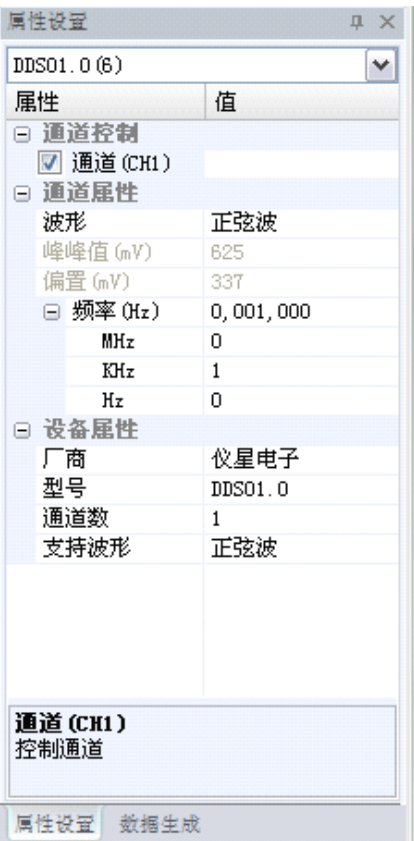 属性设置
DDS01.0(6)
属性 值
通道控制
通道(CH1)
通道属性
波形 正弦波
峰峰值(mV) 625
偏置(mV) 337
频率(Hz) 0,001,000
MHz 0
KHz 1
Hz 0
设备属性
厂商 仪星电子
型号 DDS01.0
通道数 1
支持波形 正弦波
通道(CH1)
控制通道
属性设置 数据生成